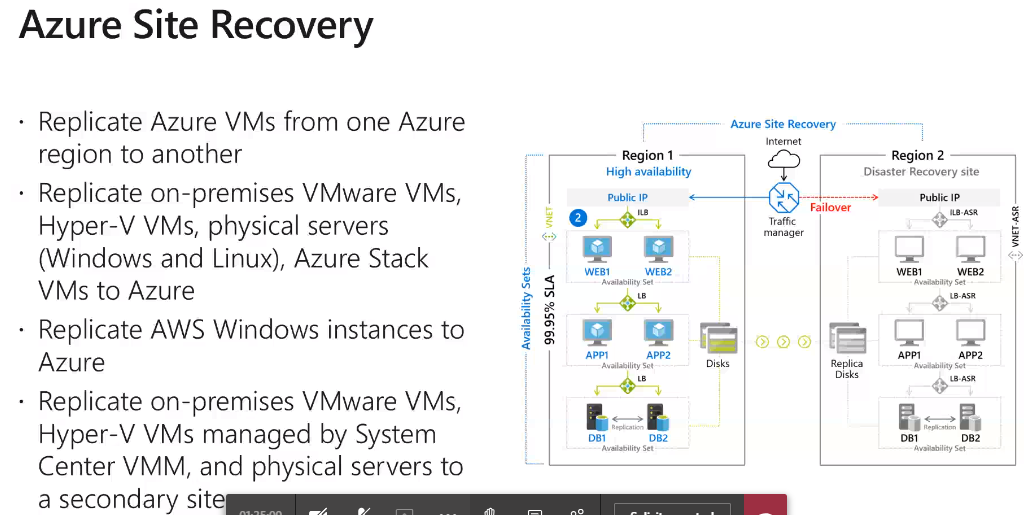 Azure Site Recovery
· Replicate Azure VMs from one Azure
region to another
· Replicate on-premises VMware VMs,
Hyper-V VMs, physical servers
(Windows and Linux), Azure Stack
VMs to Azure
· Replicate AWS Windows instances to
Azure
· Replicate on-premises VMware VMs,
Hyper-V VMs managed by System
Center VMM, and physical servers to
a secondary site
Azure Site Recovery
Internet
Region 1
High availability
Public IP
2
ILB
VNET
WEB1 WEB2
Availability Set
LB
Availability Sets
99.95% SLA
APP1 APP2
Availability Set
LB
Replication
DB1 DB2
Availability Set
Disks
Traffic
manager
Failover
Region 2
Disaster Recovery site
Public IP
ILB-ASR
VNET-ASR
WEB1 WEB2
Availability Set
LB-ASR
APP1 APP2
Availability Set
LB-ASR
Replication
DB1 DB2
Availability Set
Replica
Disks